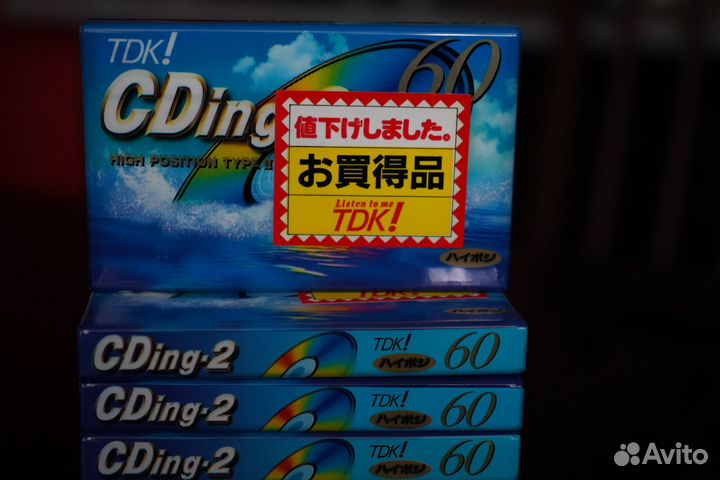 TDK!
60
CDing
HIGH POSITION TYPE II
値下げしました。
お買得品
Listen to me
TDK!
ハイポジ
TDK!
CDing-2
TDK!
ハイポジ
60
CDing-2
TDK!
ハイポジ
60
CDing-2
TDK!
ハイポジ
60
Avito